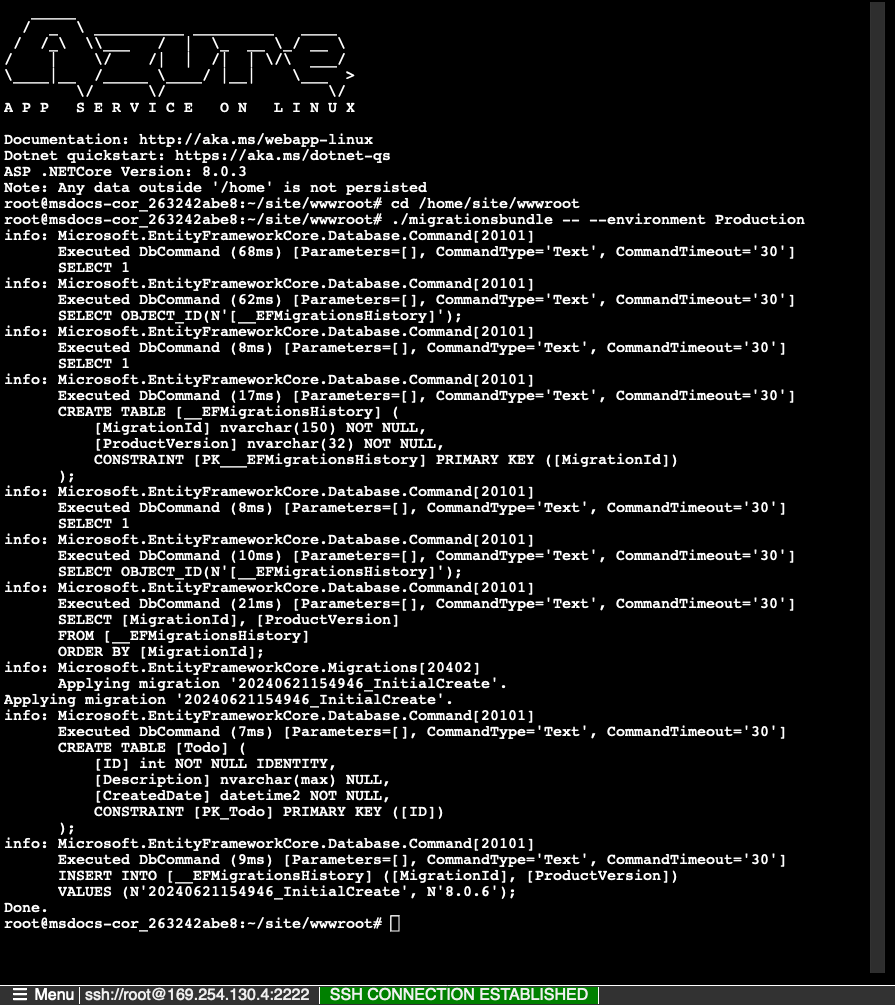 A P P   S E R V I C E   O N   L I N U X
Documentation: http://aka.ms/webapp-linux
Dotnet quickstart: https://aka.ms/dotnet-qs
ASP .NETCore Version: 8.0.3
Note: Any data outside '/home' is not persisted
root@msdocs-cor_263242abe8:~/site/wwwroot# cd /home/site/wwwroot
root@msdocs-cor_263242abe8:~/site/wwwroot# ./migrationsbundle -- --environment Production
info: Microsoft.EntityFrameworkCore.Database.Command[20101]
      Executed DbCommand (68ms) [Parameters=[], CommandType='Text', CommandTimeout='30']
      SELECT 1
info: Microsoft.EntityFrameworkCore.Database.Command[20101]
      Executed DbCommand (62ms) [Parameters=[], CommandType='Text', CommandTimeout='30']
      SELECT OBJECT_ID(N'[__EFMigrationsHistory]');
info: Microsoft.EntityFrameworkCore.Database.Command[20101]
      Executed DbCommand (8ms) [Parameters=[], CommandType='Text', CommandTimeout='30']
      SELECT 1
info: Microsoft.EntityFrameworkCore.Database.Command[20101]
      Executed DbCommand (17ms) [Parameters=[], CommandType='Text', CommandTimeout='30']
      CREATE TABLE [__EFMigrationsHistory] (
          [MigrationId] nvarchar(150) NOT NULL,
          [ProductVersion] nvarchar(32) NOT NULL,
          CONSTRAINT [PK___EFMigrationsHistory] PRIMARY KEY ([MigrationId])
      );
info: Microsoft.EntityFrameworkCore.Database.Command[20101]
      Executed DbCommand (8ms) [Parameters=[], CommandType='Text', CommandTimeout='30']
      SELECT 1
info: Microsoft.EntityFrameworkCore.Database.Command[20101]
      Executed DbCommand (10ms) [Parameters=[], CommandType='Text', CommandTimeout='30']
      SELECT OBJECT_ID(N'[__EFMigrationsHistory]');
info: Microsoft.EntityFrameworkCore.Database.Command[20101]
      Executed DbCommand (21ms) [Parameters=[], CommandType='Text', CommandTimeout='30']
      SELECT [MigrationId], [ProductVersion]
      FROM [__EFMigrationsHistory]
      ORDER BY [MigrationId];
info: Microsoft.EntityFrameworkCore.Migrations[20402]
      Applying migration '20240621154946_InitialCreate'.
Applying migration '20240621154946_InitialCreate'.
info: Microsoft.EntityFrameworkCore.Database.Command[20101]
      Executed DbCommand (7ms) [Parameters=[], CommandType='Text', CommandTimeout='30']
      CREATE TABLE [Todo] (
          [ID] int NOT NULL IDENTITY,
          [Description] nvarchar(max) NULL,
          [CreatedDate] datetime2 NOT NULL,
          CONSTRAINT [PK_Todo] PRIMARY KEY ([ID])
      );
info: Microsoft.EntityFrameworkCore.Database.Command[20101]
      Executed DbCommand (9ms) [Parameters=[], CommandType='Text', CommandTimeout='30']
      INSERT INTO [__EFMigrationsHistory] ([MigrationId], [ProductVersion])
      VALUES (N'20240621154946_InitialCreate', N'8.0.6');
Done.
root@msdocs-cor_263242abe8:~/site/wwwroot#
☰ Menu | ssh://root@169.254.130.4:2222 | SSH CONNECTION ESTABLISHED